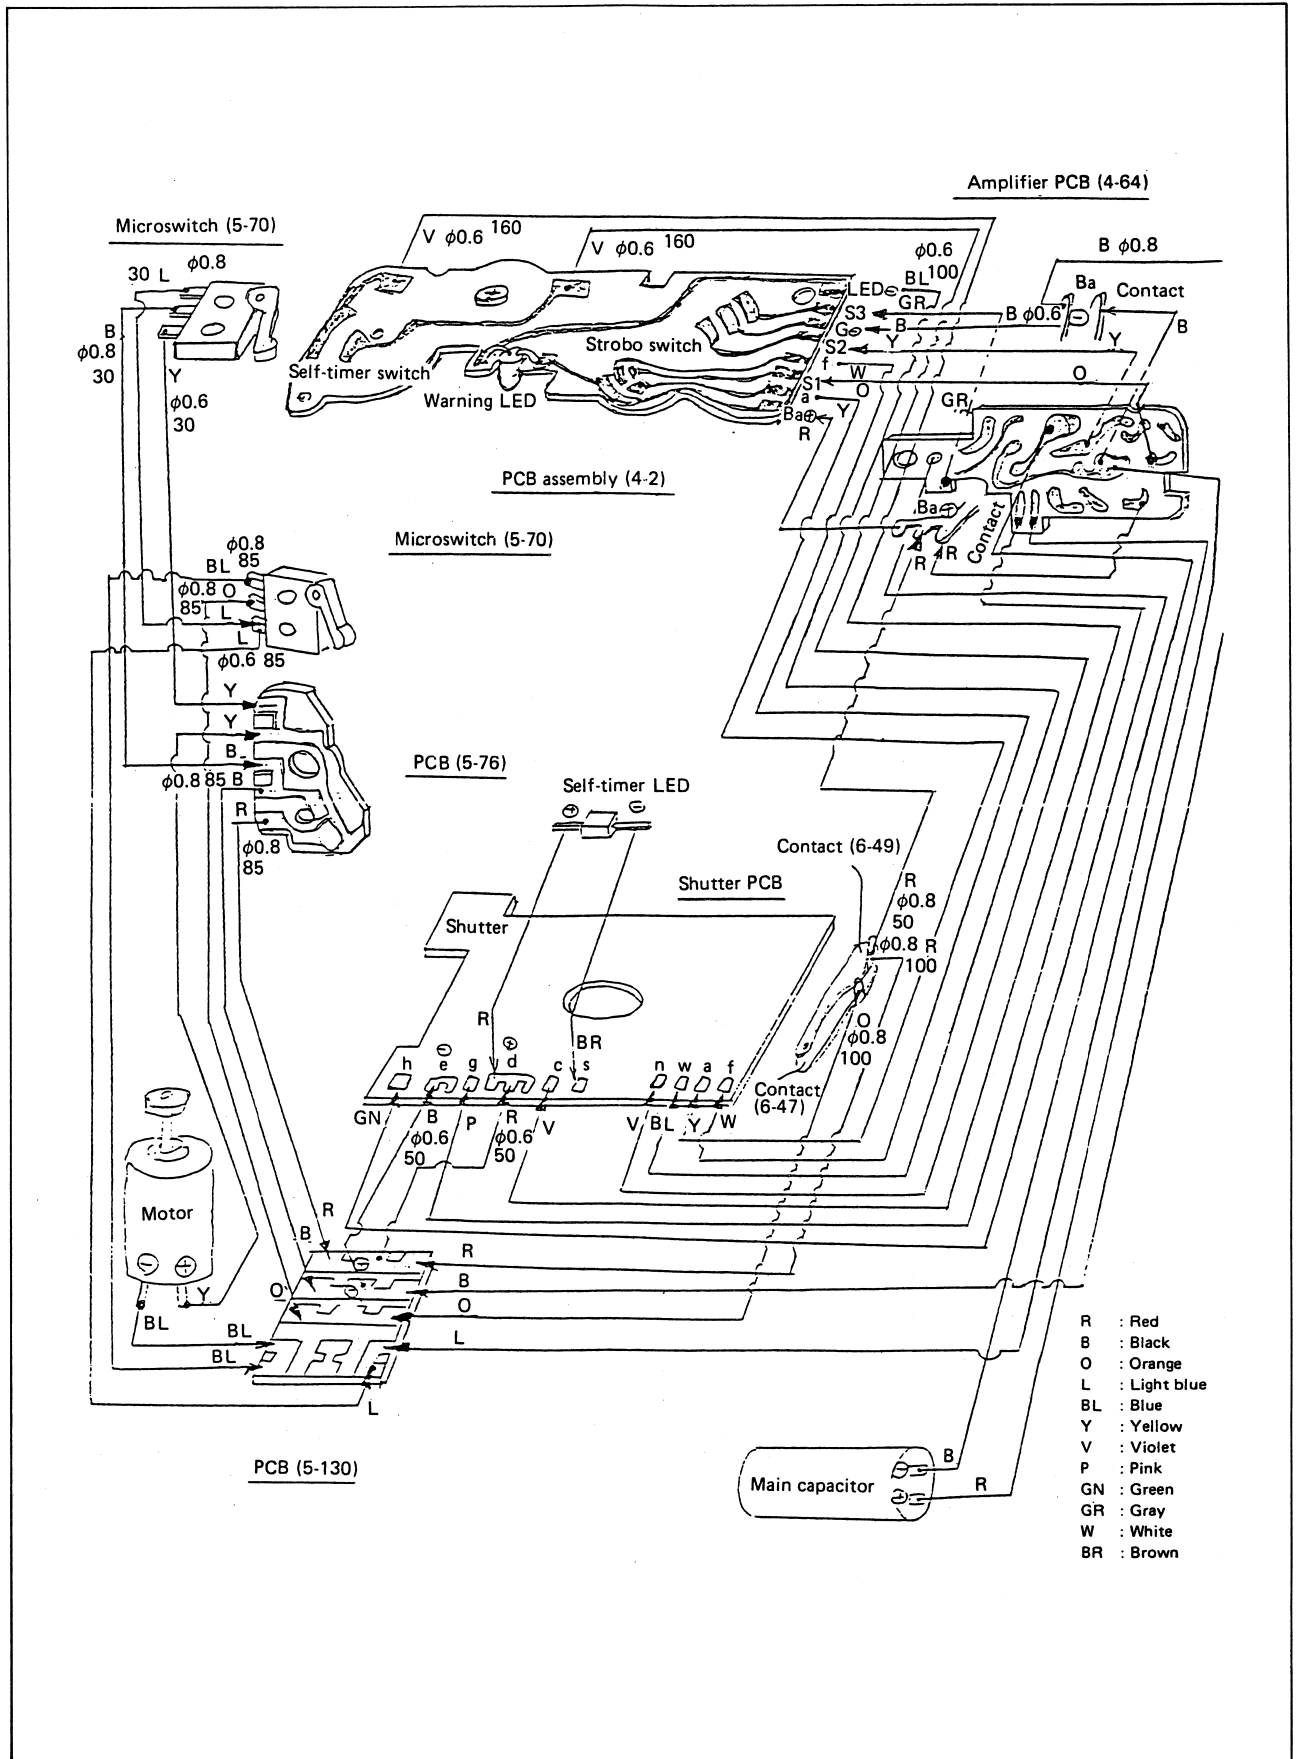 Amplifier PCB (4-64)
Microswitch (5-70)
V φ0.6 160
V φ0.6 160
φ0.6
BL 100
B φ0.8
30 L φ0.8
LED⊖
GR
Ba
Contact
S3
B φ0.6
⊖
B
G⊖
B
Y
Y
B
φ0.8
30
Strobo switch
S2
f
W
Self-timer switch
Y
φ0.6
30
Warning LED
S1
O
O
a
Y
GR
Ba⊕
R
PCB assembly (4-2)
Ba⊕
Contact
Microswitch (5-70)
R
R
φ0.8
85
BL
φ0.8 O
85
L
L
φ0.6 85
Y
Y
B
φ0.8 85 B
R
φ0.8
85
PCB (5-76)
Self-timer LED
⊕
⊖
Contact (6-49)
Shutter PCB
R
φ0.8
50
φ0.8 R
100
Shutter
R
BR
O
φ0.8
100
⊖
⊕
h
e
g
d
c
s
n
w
a
f
Contact
(6-47)
GN
B
φ0.6
50
P
R
φ0.6
50
V
V
BL
Y
W
Motor
⊖
⊕
R
B
R
⊖
B
⊖
O
O
Y
BL
BL
BL
L
L
PCB (5-130)
Main capacitor
⊖
B
⊕
R
R : Red
B : Black
O : Orange
L : Light blue
BL : Blue
Y : Yellow
V : Violet
P : Pink
GN : Green
GR : Gray
W : White
BR : Brown